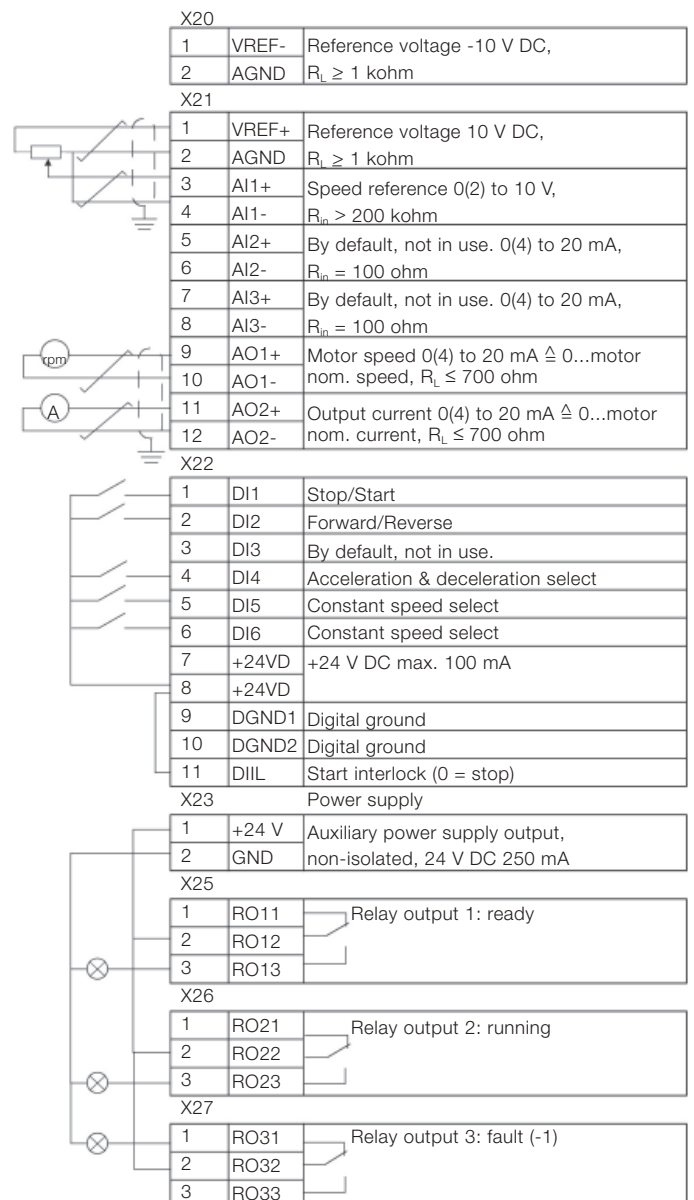 X20
1 VREF- Reference voltage -10 V DC,
2 AGND R_L ≥ 1 kohm
X21
1 VREF+ Reference voltage 10 V DC,
2 AGND R_L ≥ 1 kohm
3 AI1+ Speed reference 0(2) to 10 V,
4 AI1- R_in > 200 kohm
5 AI2+ By default, not in use. 0(4) to 20 mA,
6 AI2- R_in = 100 ohm
7 AI3+ By default, not in use. 0(4) to 20 mA,
8 AI3- R_in = 100 ohm
rpm 9 AO1+ Motor speed 0(4) to 20 mA ≙ 0...motor
10 AO1- nom. speed, R_L ≤ 700 ohm
A 11 AO2+ Output current 0(4) to 20 mA ≙ 0...motor
12 AO2- nom. current, R_L ≤ 700 ohm
X22
1 DI1 Stop/Start
2 DI2 Forward/Reverse
3 DI3 By default, not in use.
4 DI4 Acceleration & deceleration select
5 DI5 Constant speed select
6 DI6 Constant speed select
7 +24VD +24 V DC max. 100 mA
8 +24VD
9 DGND1 Digital ground
10 DGND2 Digital ground
11 DIIL Start interlock (0 = stop)
X23 Power supply
1 +24 V Auxiliary power supply output,
2 GND non-isolated, 24 V DC 250 mA
X25
1 RO11 Relay output 1: ready
2 RO12
3 RO13
X26
1 RO21 Relay output 2: running
2 RO22
3 RO23
X27
1 RO31 Relay output 3: fault (-1)
2 RO32
3 RO33